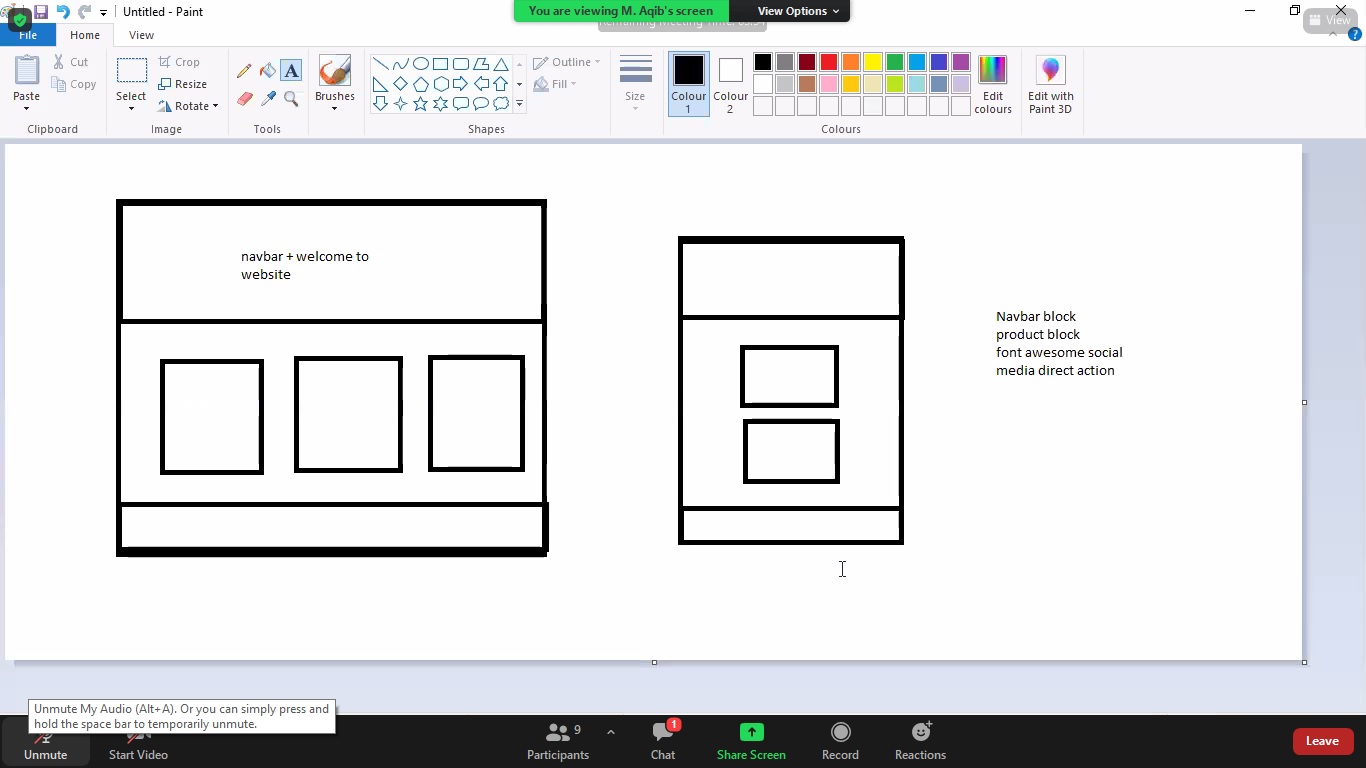 Untitled - Paint
You are viewing M. Aqib's screen
View Options
View
File
Home
View
Paste
Cut
Copy
Clipboard
Select
Crop
Resize
Rotate
Image
A
Tools
Brushes
Shapes
Outline
Fill
Size
Colour
1
Colour
2
Edit
colours
Colours
Edit with
Paint 3D
navbar + welcome to
website
Navbar block
product block
font awesome social
media direct action
Unmute My Audio (Alt+A). Or you can simply press and
hold the space bar to temporarily unmute.
Unmute
Start Video
Participants
9
Chat
1
Share Screen
Record
Reactions
Leave